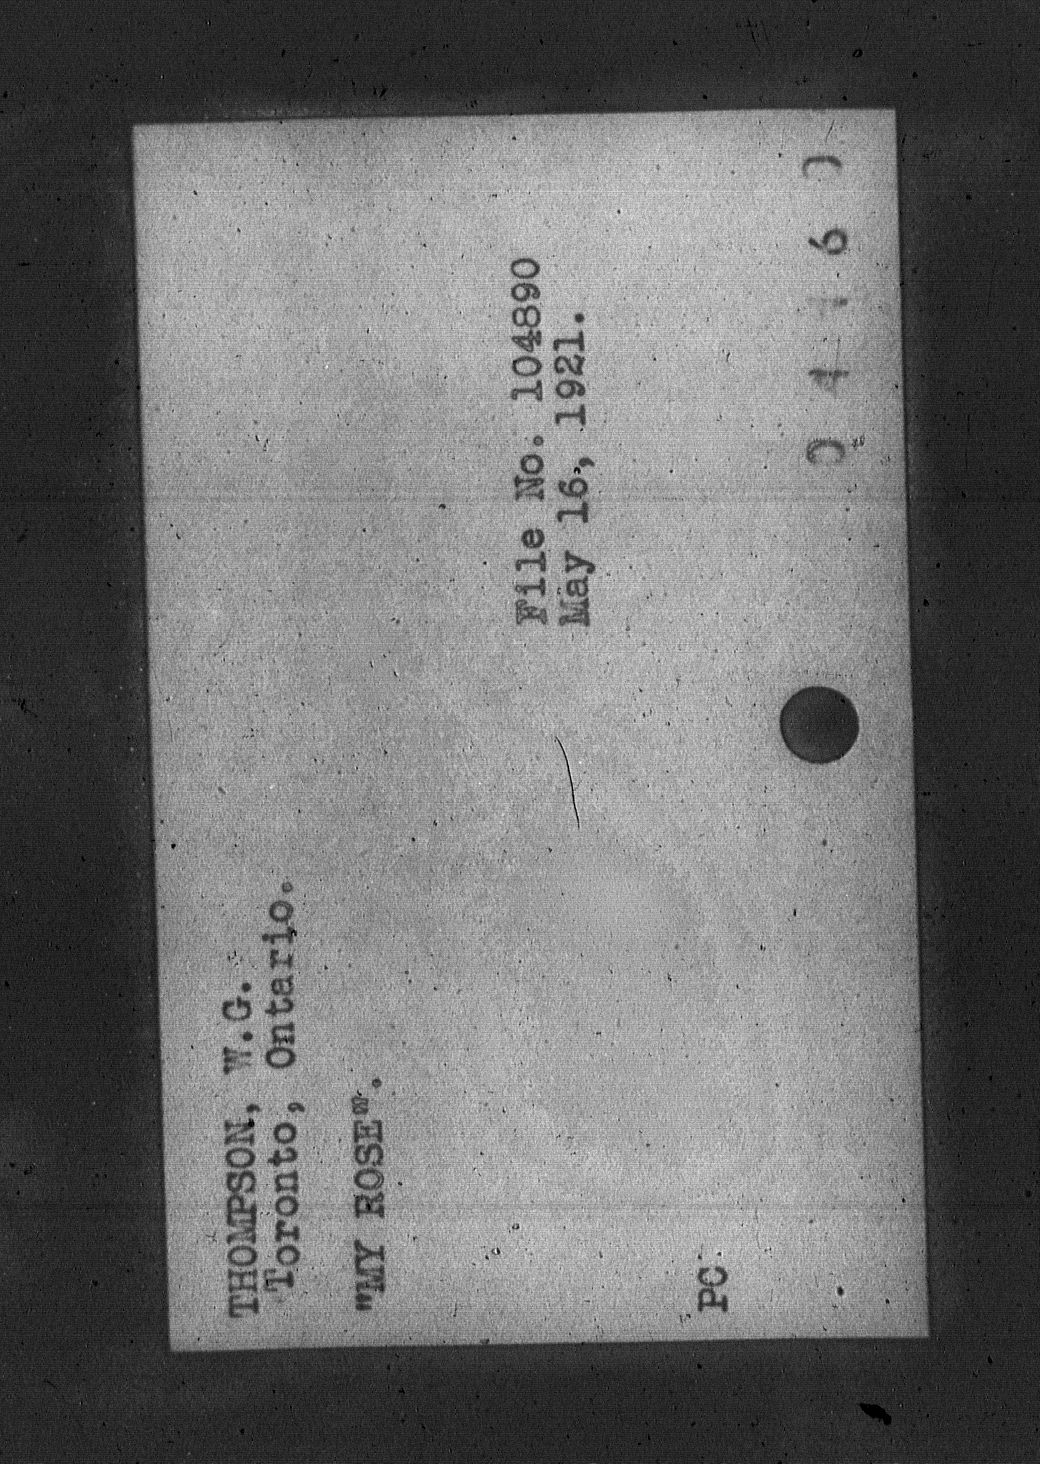 THOMPSON, W.G.
Toronto, Ontario.
"MY ROSE".
File No. 104890
May 16, 1921.
PC